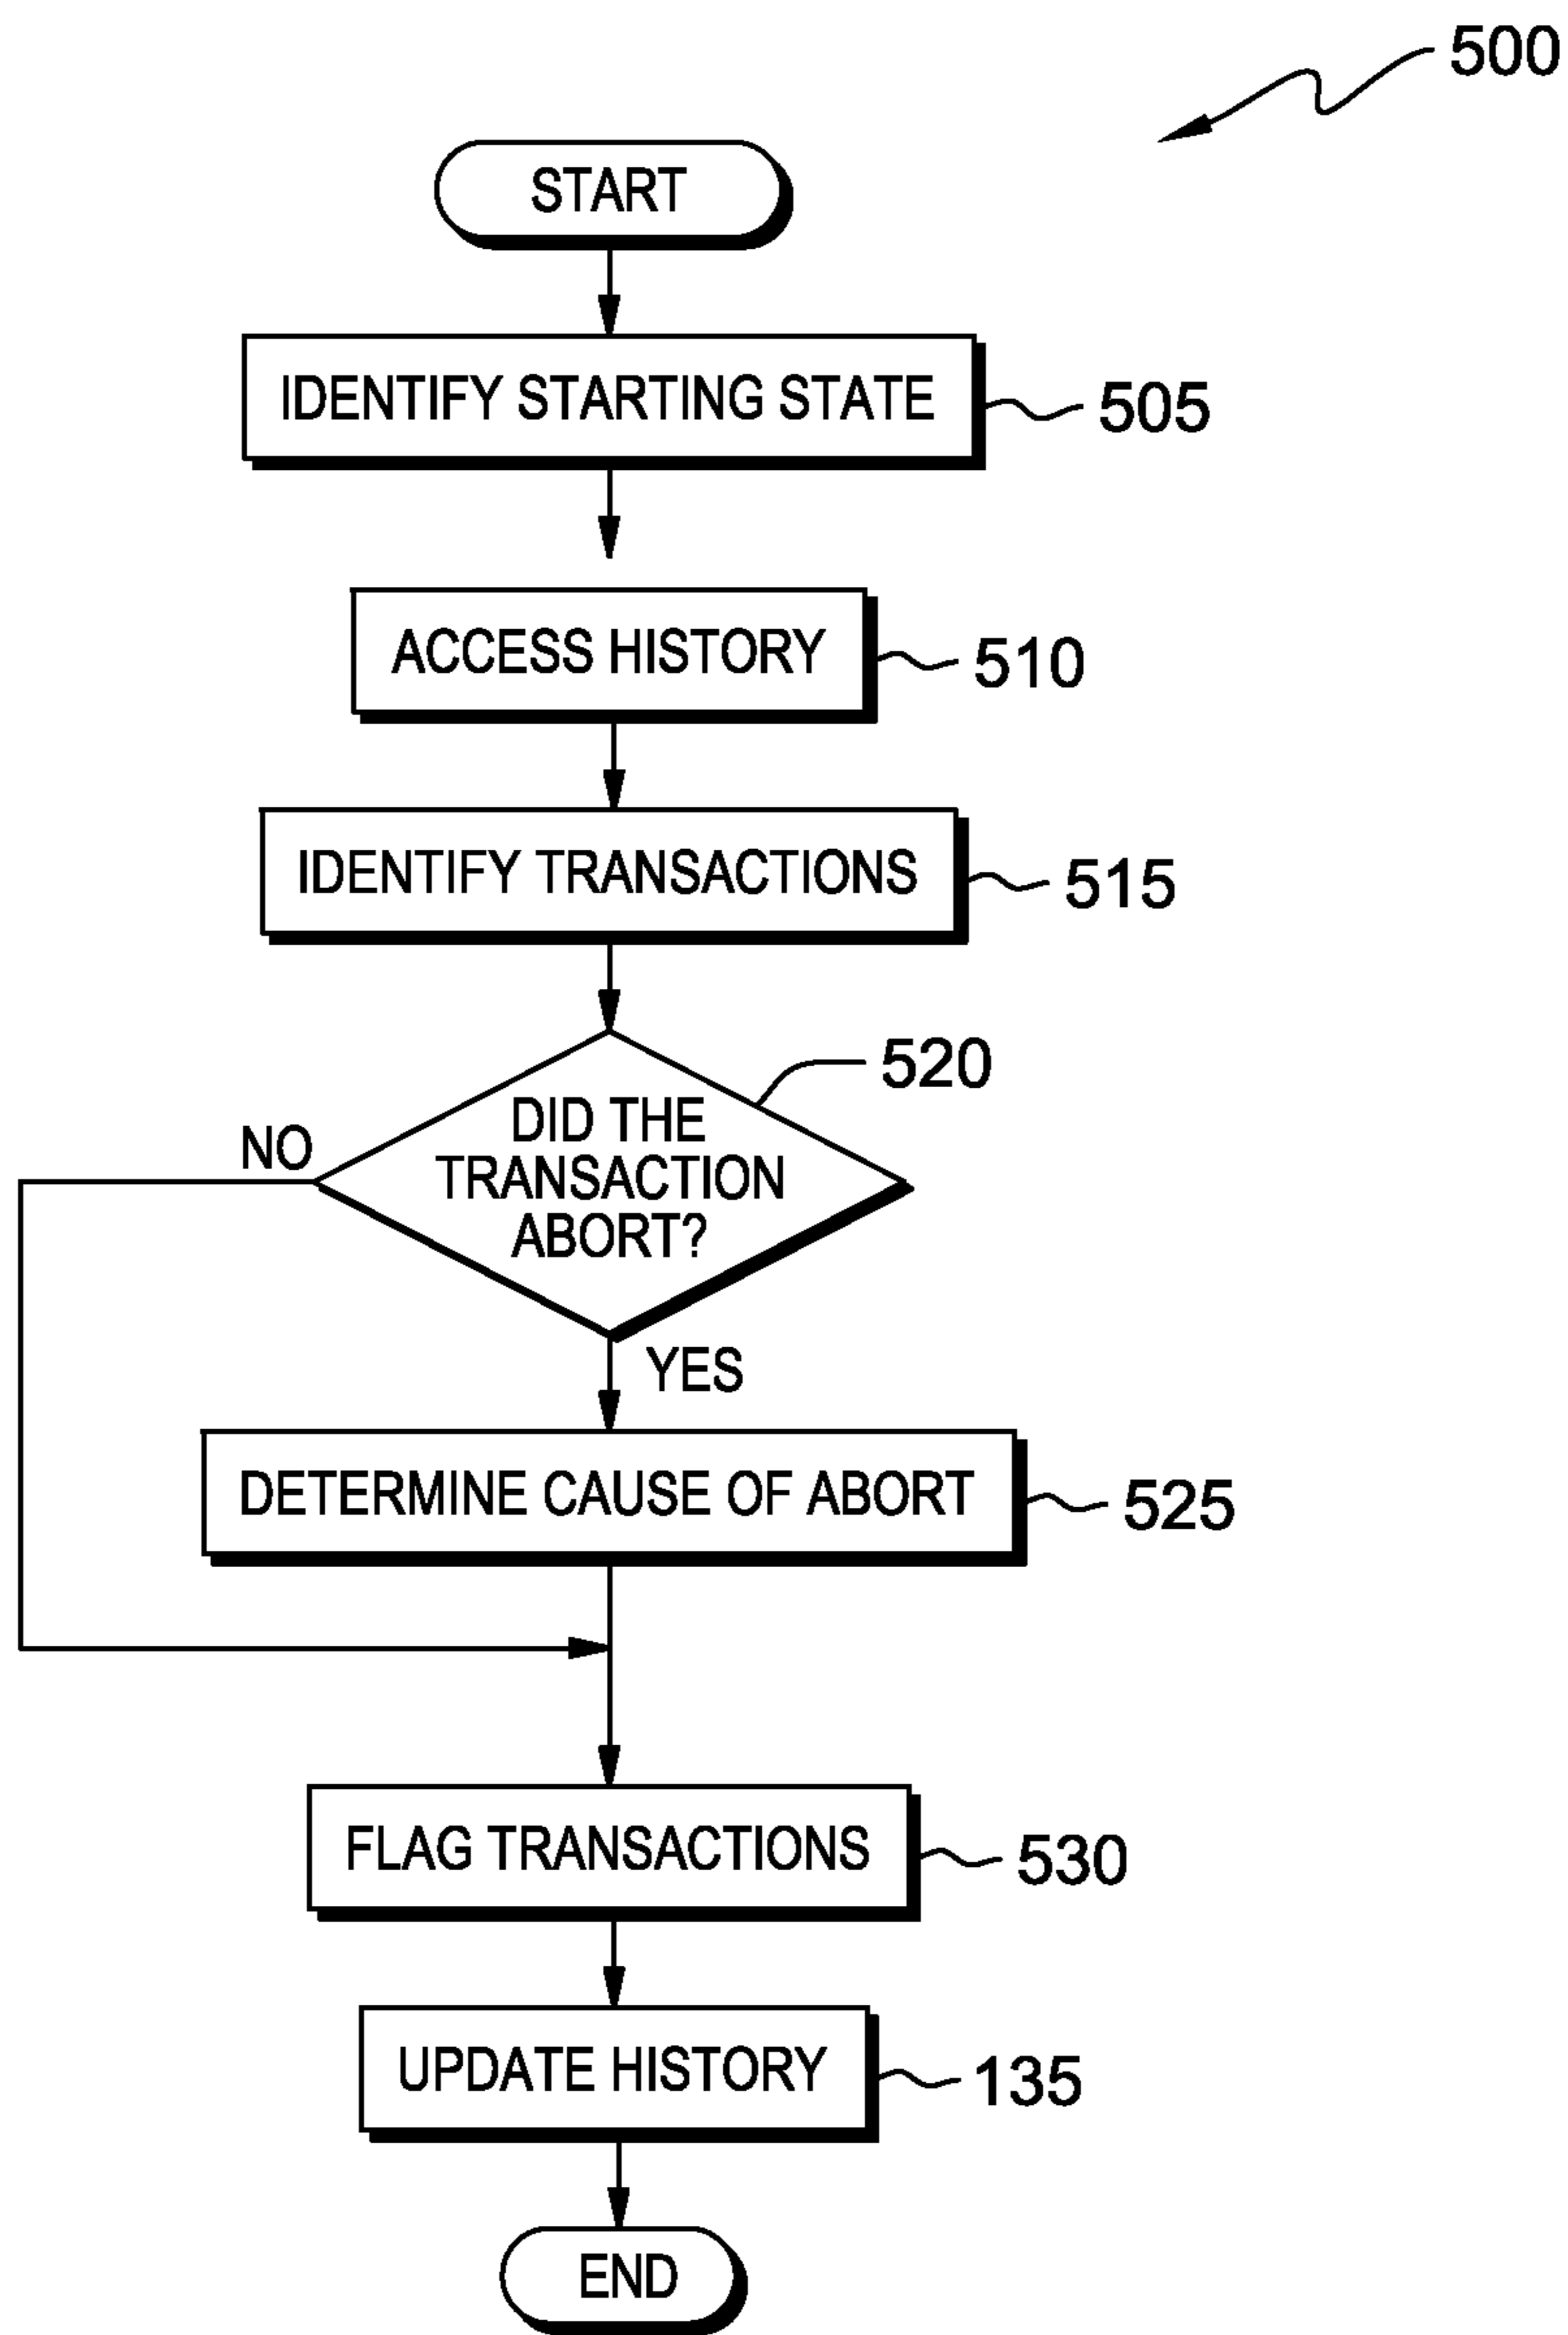 500
START
IDENTIFY STARTING STATE
505
ACCESS HISTORY
510
IDENTIFY TRANSACTIONS
515
520
DID THE
TRANSACTION
ABORT?
NO
YES
DETERMINE CAUSE OF ABORT
525
FLAG TRANSACTIONS
530
UPDATE HISTORY
135
END